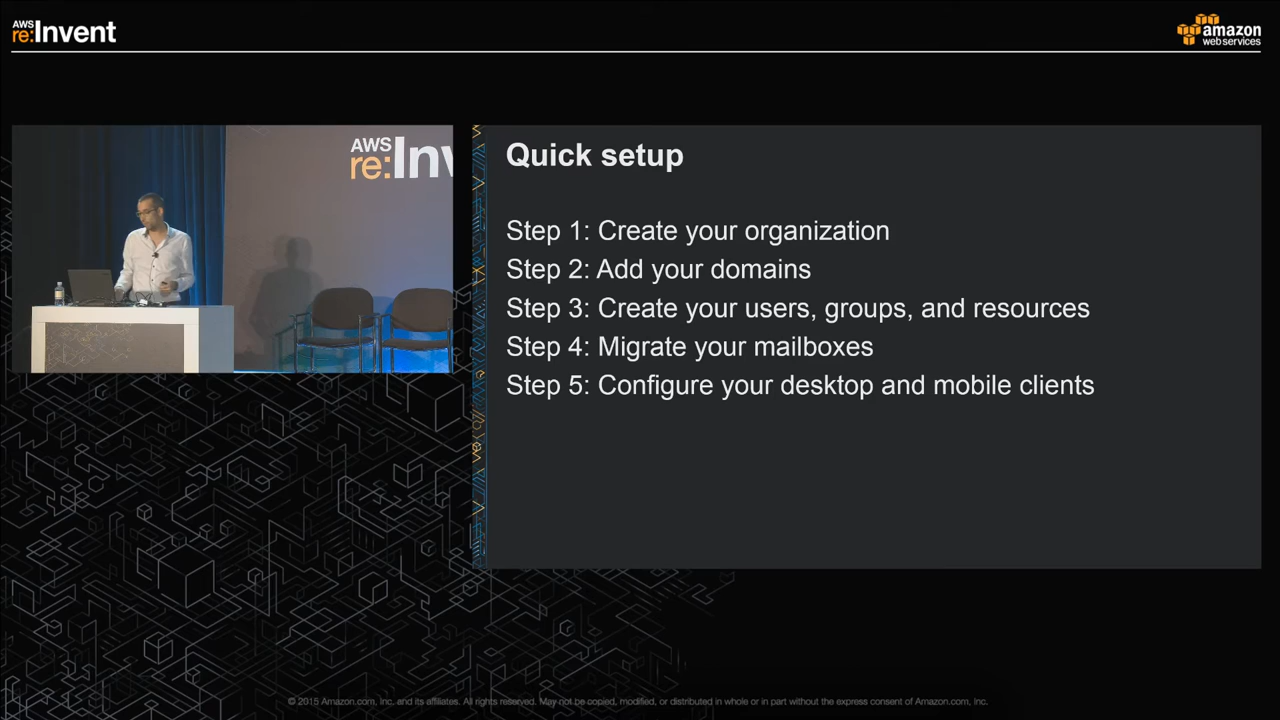 AWS
re:Invent
amazon
web services
AWS
re:Inv
Quick setup
Step 1: Create your organization
Step 2: Add your domains
Step 3: Create your users, groups, and resources
Step 4: Migrate your mailboxes
Step 5: Configure your desktop and mobile clients
© 2015 Amazon.com, Inc. and its affiliates. All rights reserved. May not be copied, modified, or distributed in whole or in part without the express consent of Amazon.com, Inc.